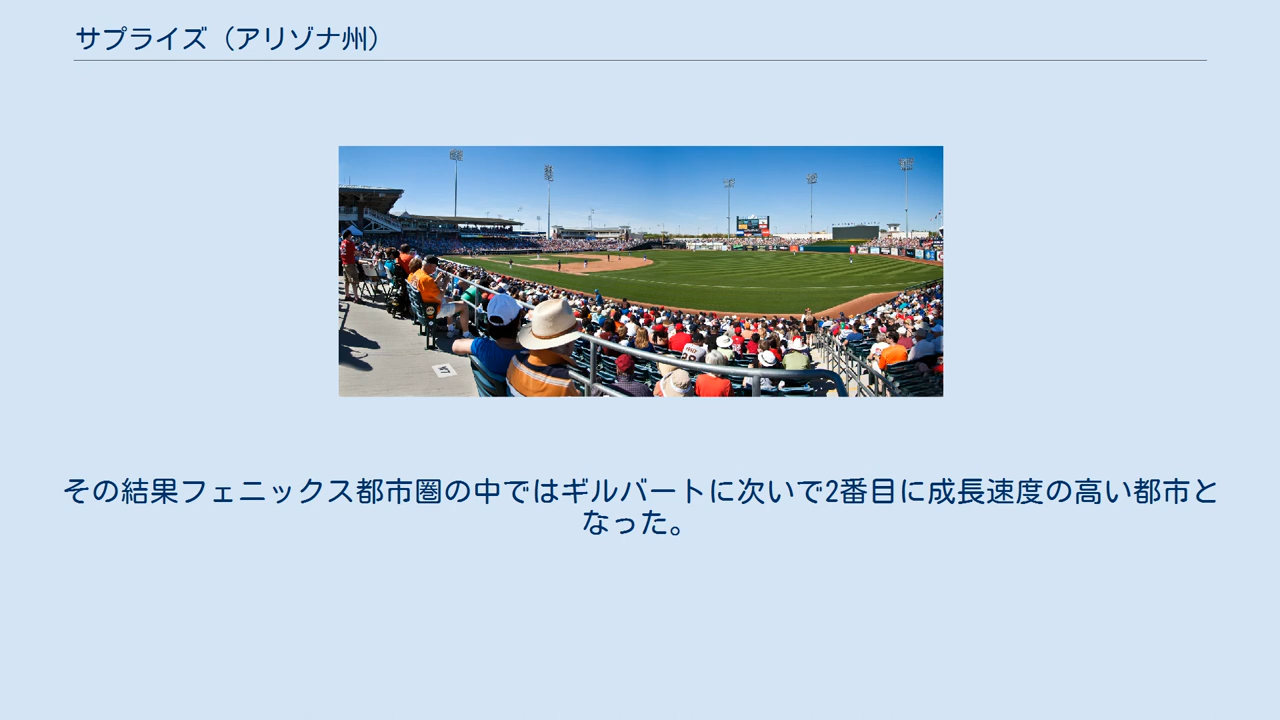 サプライズ（アリゾナ州）
その結果フェニックス都市圏の中ではギルバートに次いで2番目に成長速度の高い都市と
なった。